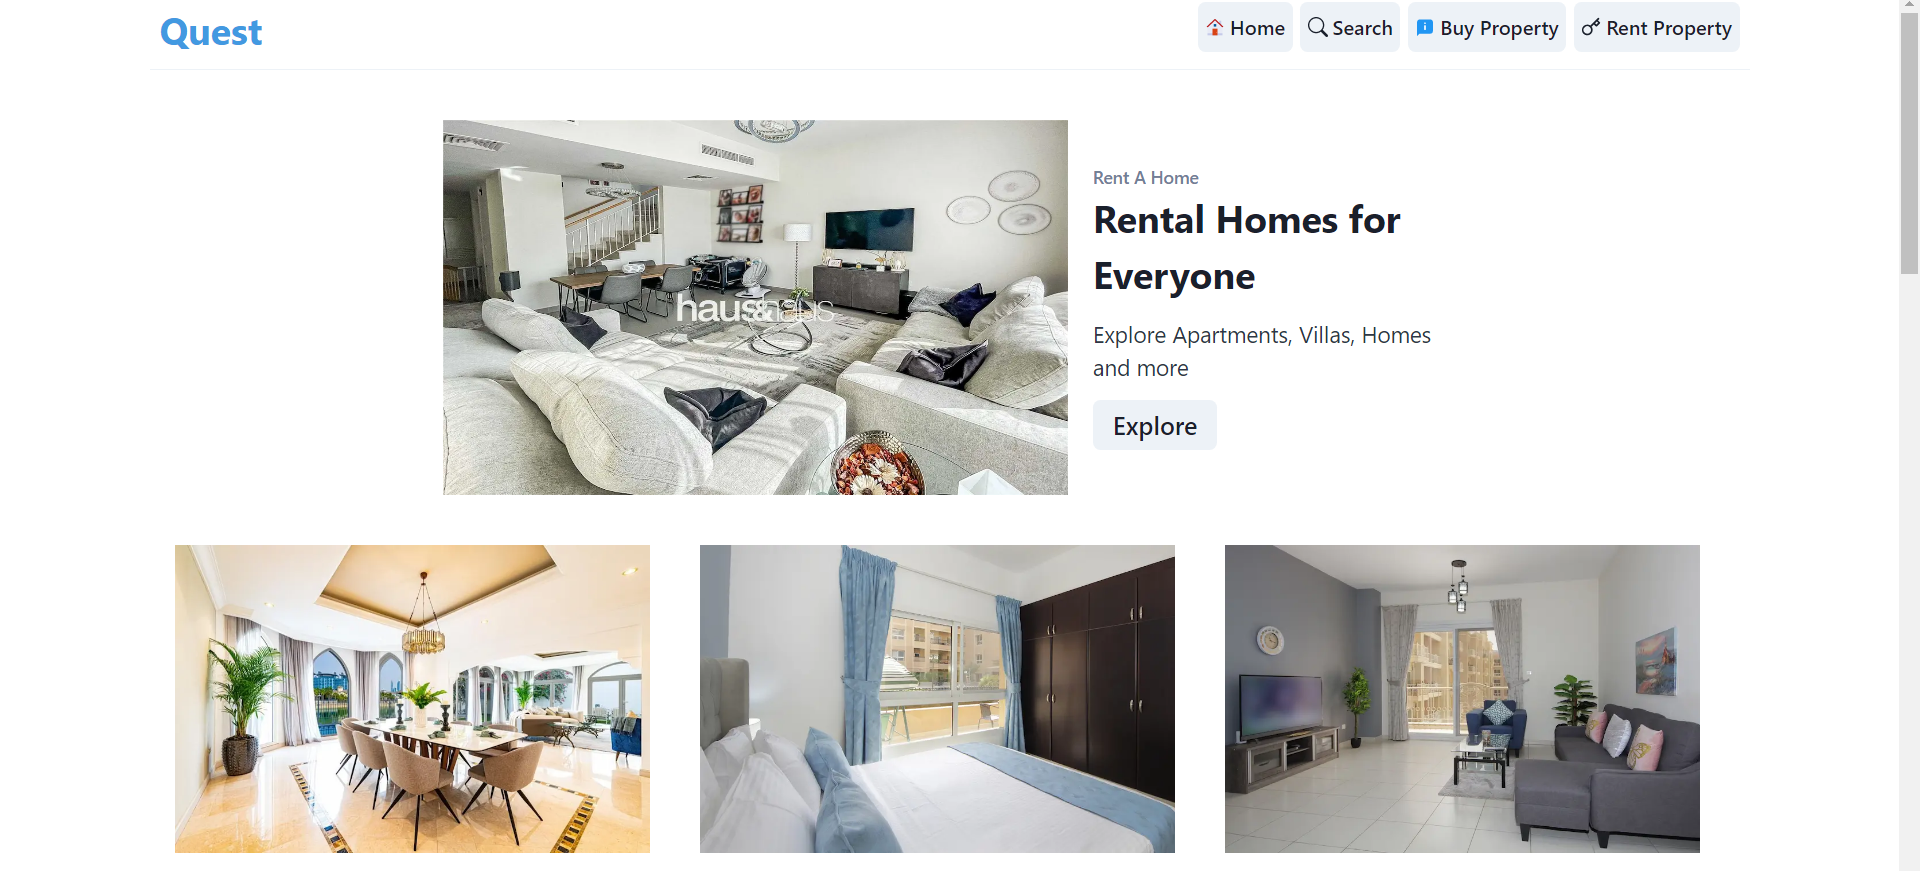 Quest
Home
Search
Buy Property
Rent Property
haus&haus
Rent A Home
Rental Homes for
Everyone
Explore Apartments, Villas, Homes
and more
Explore